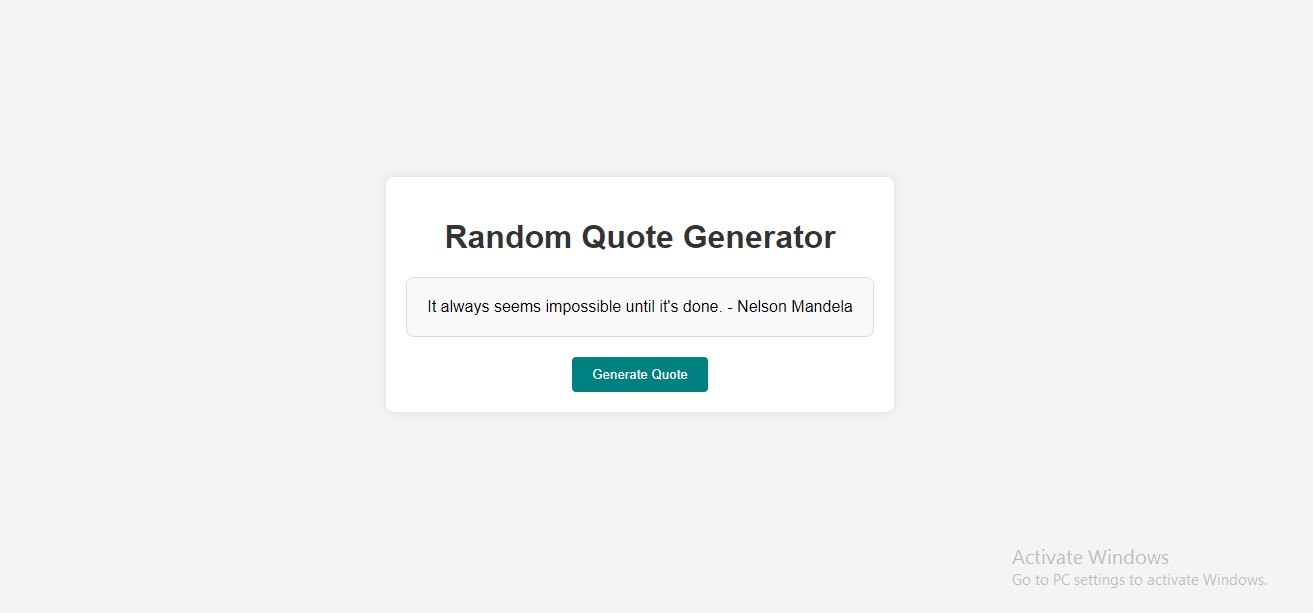 Random Quote Generator
It always seems impossible until it's done. - Nelson Mandela
Generate Quote
Activate Windows
Go to PC settings to activate Windows.